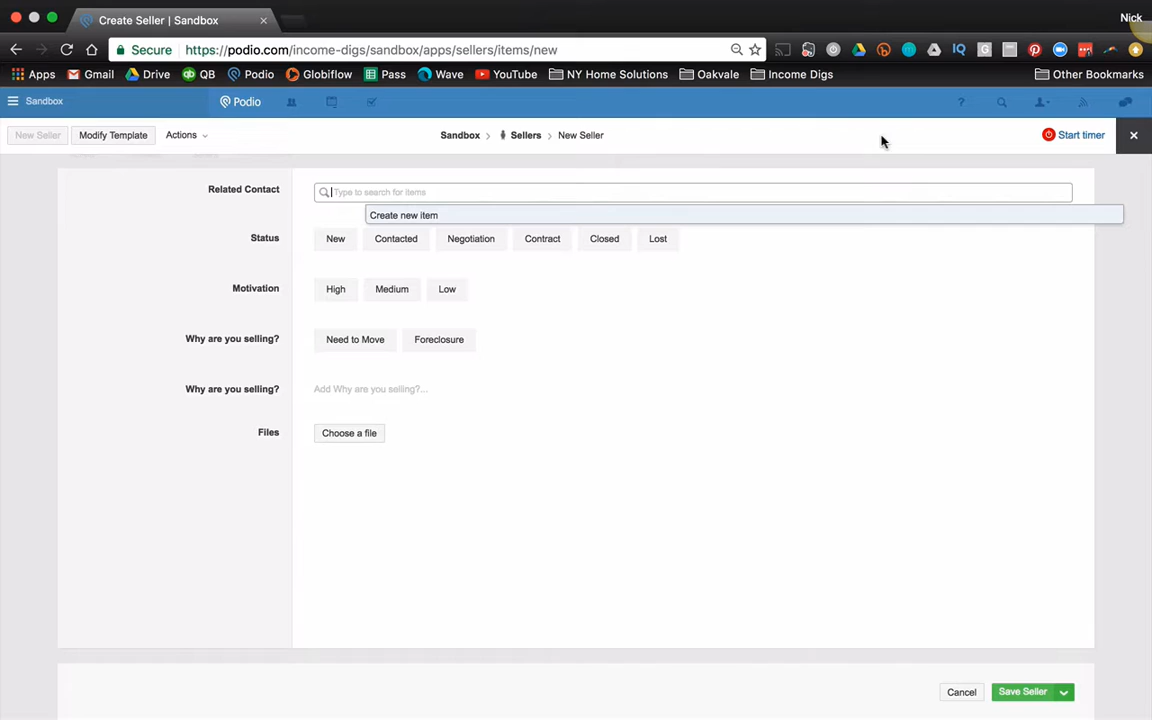 Create Seller | Sandbox
Nick
Secure https://podio.com/income-digs/sandbox/apps/sellers/items/new
Apps Gmail Drive QB Podio Globiflow Pass Wave YouTube NY Home Solutions Oakvale Income Digs Other Bookmarks
Sandbox Podio
New Seller Modify Template Actions Sandbox Sellers New Seller Start timer
Related Contact Type to search for items
Create new item
Status New Contacted Negotiation Contract Closed Lost
Motivation High Medium Low
Why are you selling? Need to Move Foreclosure
Why are you selling? Add Why are you selling?...
Files Choose a file
Cancel Save Seller